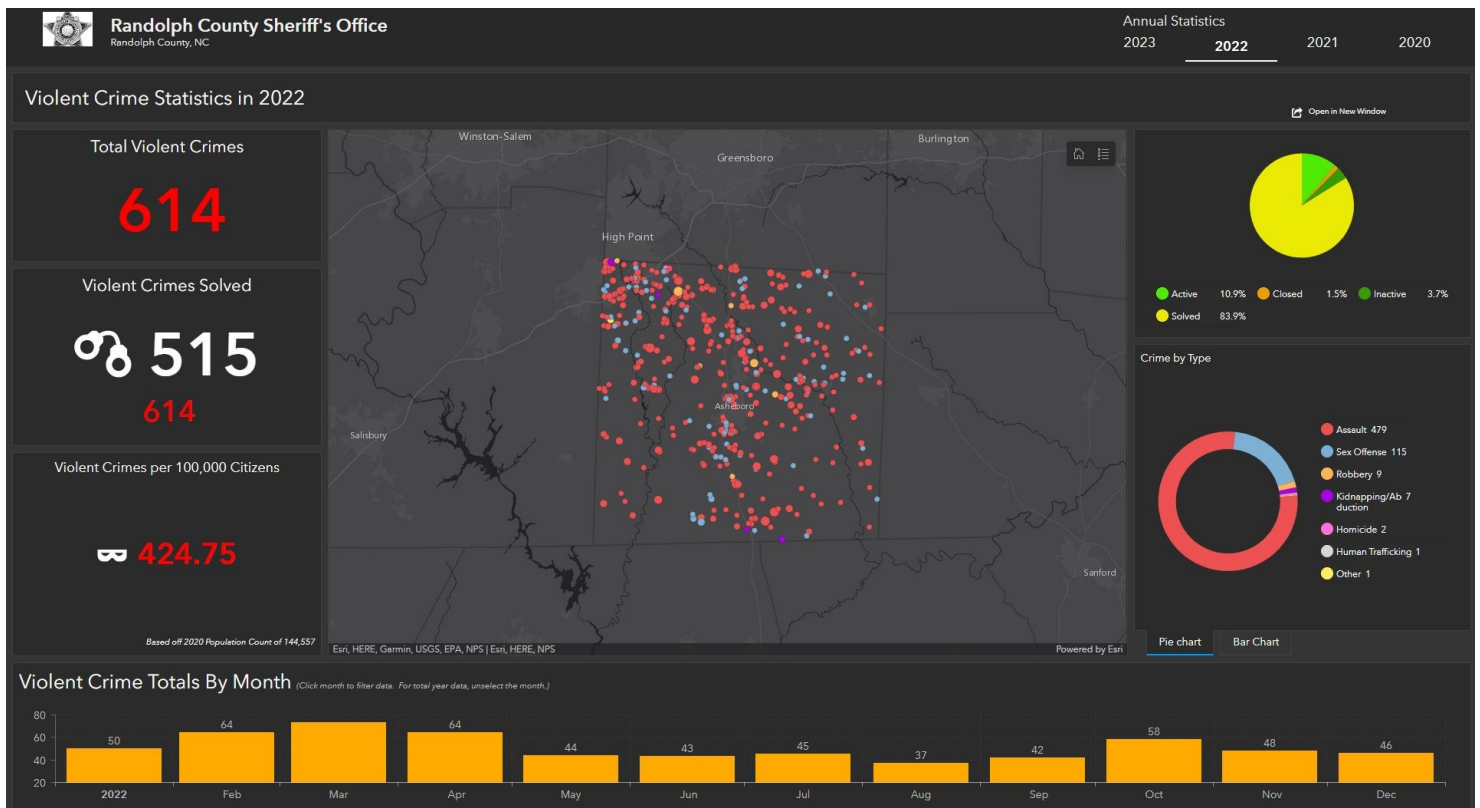 Randolph County Sheriff's Office
Randolph County, NC
Annual Statistics
2023 2022 2021 2020
Violent Crime Statistics in 2022
Open in New Window
Total Violent Crimes
614
Violent Crimes Solved
515
614
Violent Crimes per 100,000 Citizens
424.75
Based off 2020 Population Count of 144,557
Winston-Salem
Greensboro
Burlington
High Point
Asheboro
Salisbury
Sanford
Esri, HERE, Garmin, USGS, EPA, NPS | Esri, HERE, NPS
Powered by Esri
Active 10.9% Closed 1.5% Inactive 3.7%
Solved 83.9%
Crime by Type
Assault 479
Sex Offense 115
Robbery 9
Kidnapping/Ab 7
duction
Homicide 2
Human Trafficking 1
Other 1
Pie chart Bar Chart
Violent Crime Totals By Month (Click month to filter data. For total year data, unselect the month.)
80
60
40
20
50 64 64 44 43 45 37 42 58 48 46
2022 Feb Mar Apr May Jun Jul Aug Sep Oct Nov Dec